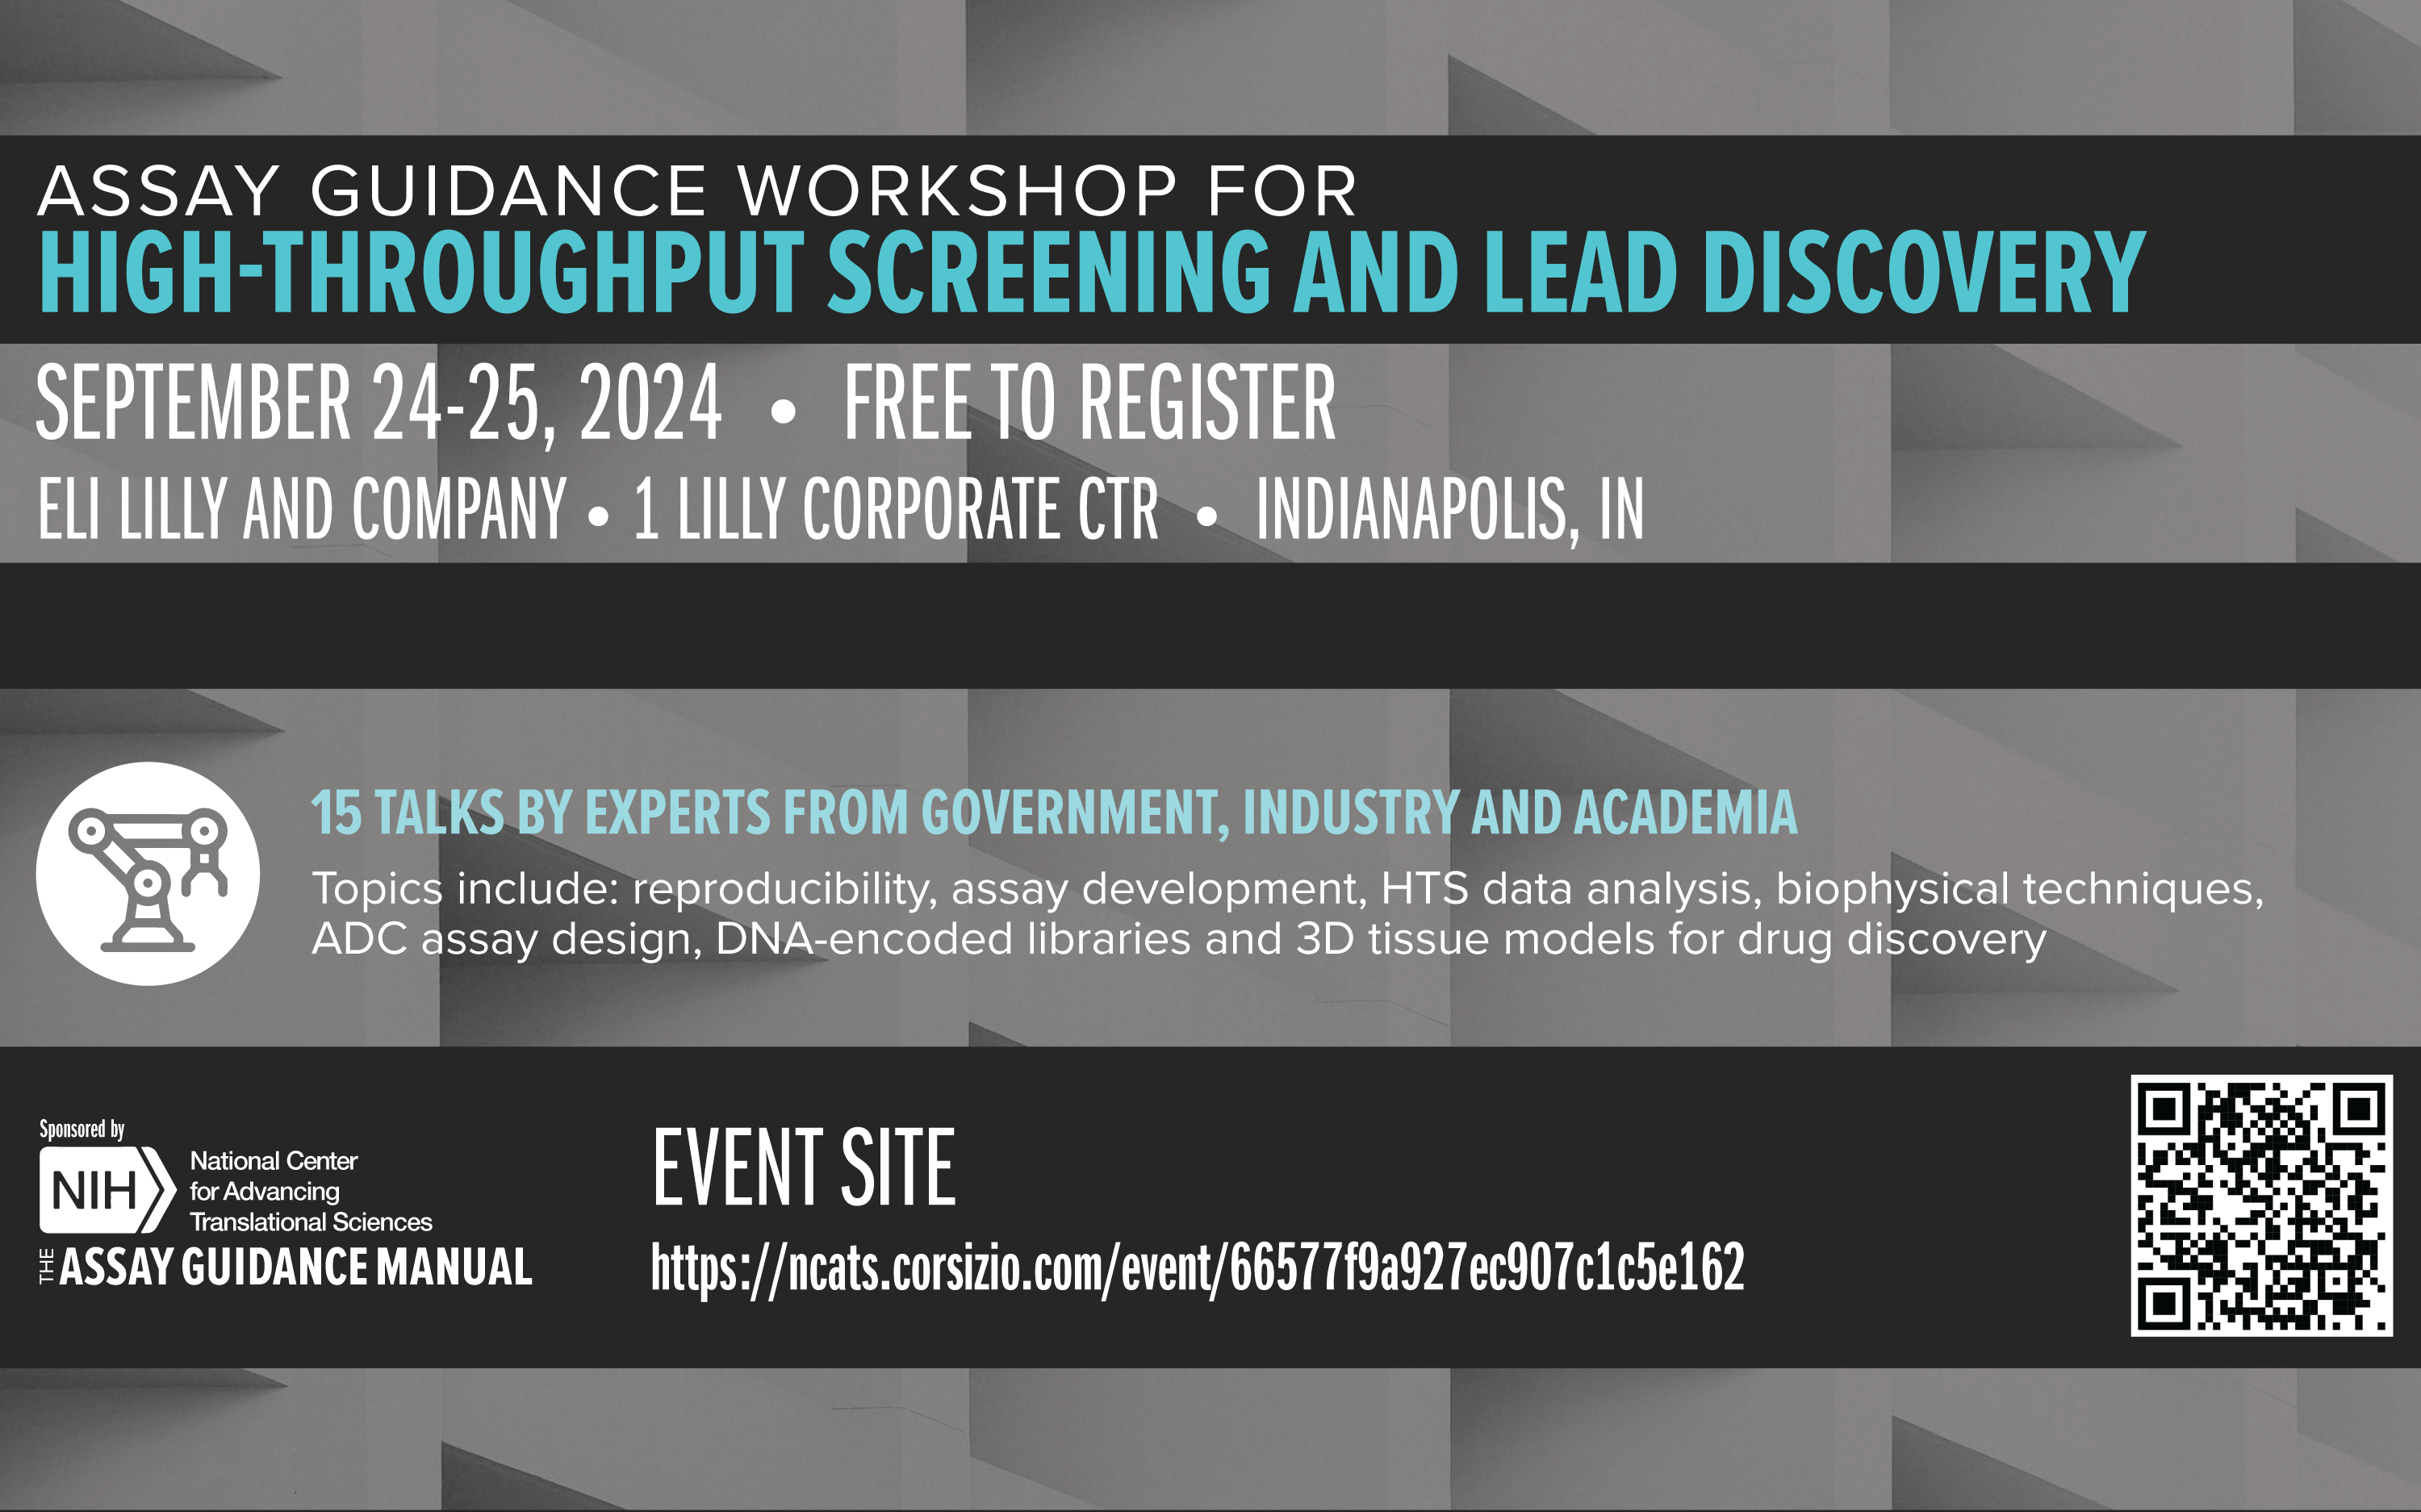 ASSAY GUIDANCE WORKSHOP FOR
HIGH-THROUGHPUT SCREENING AND LEAD DISCOVERY
SEPTEMBER 24-25, 2024 • FREE TO REGISTER
ELI LILLY AND COMPANY • 1 LILLY CORPORATE CTR • INDIANAPOLIS, IN
15 TALKS BY EXPERTS FROM GOVERNMENT, INDUSTRY AND ACADEMIA
Topics include: reproducibility, assay development, HTS data analysis, biophysical techniques,
ADC assay design, DNA-encoded libraries and 3D tissue models for drug discovery
Sponsored by
NIH
National Center
for Advancing
Translational Sciences
THE ASSAY GUIDANCE MANUAL
EVENT SITE
https://ncats.corsizio.com/event/66577f9a927ec907c1c5e162